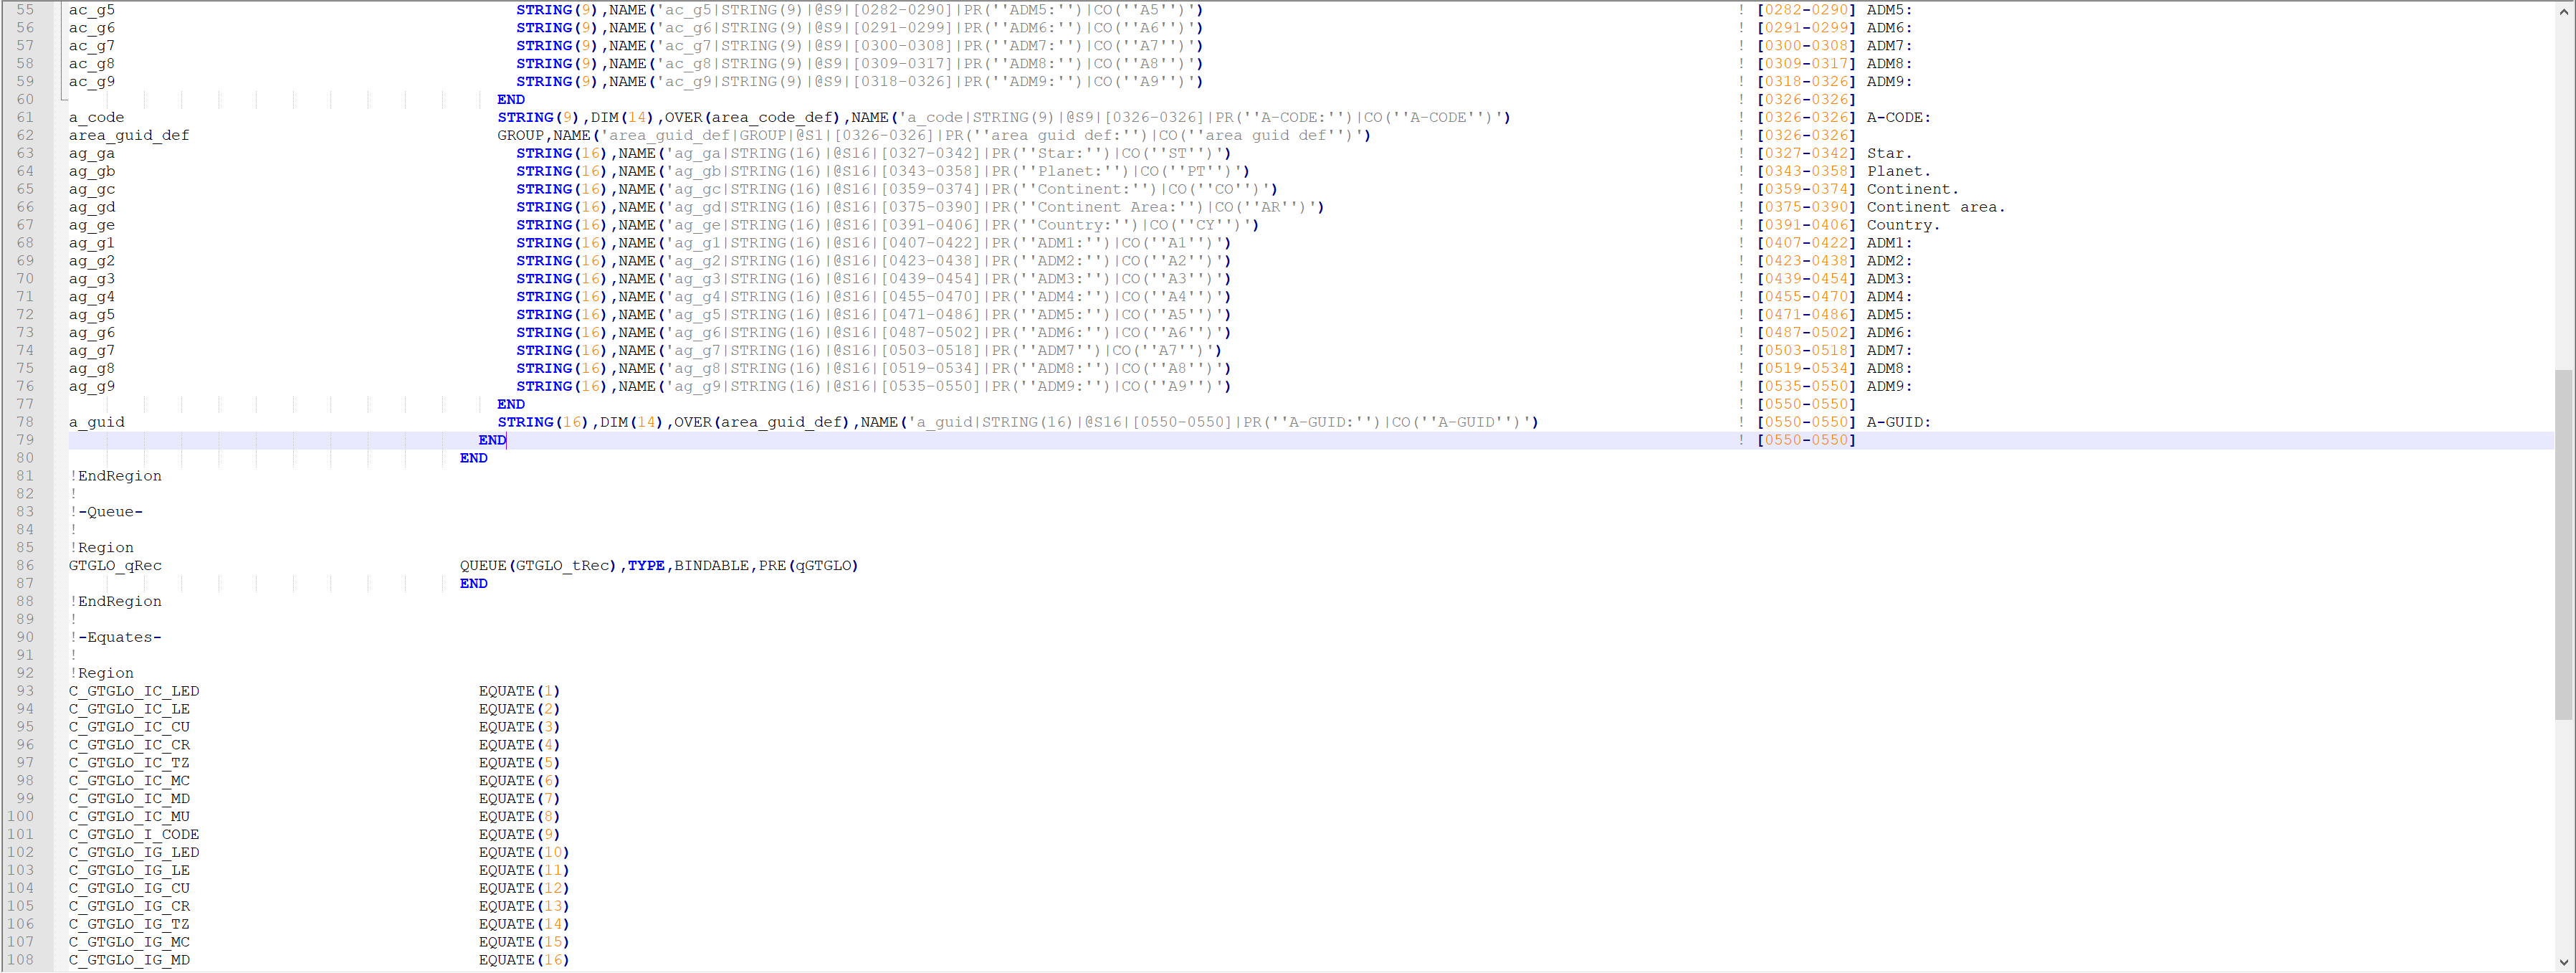 55 ac_g5 STRING(9),NAME('ac_g5|STRING(9)|@S9|[0282-0290]|PR(''ADM5:'')|CO(''A5'')') ! [0282-0290] ADM5:
56 ac_g6 STRING(9),NAME('ac_g6|STRING(9)|@S9|[0291-0299]|PR(''ADM6:'')|CO(''A6'')') ! [0291-0299] ADM6:
57 ac_g7 STRING(9),NAME('ac_g7|STRING(9)|@S9|[0300-0308]|PR(''ADM7:'')|CO(''A7'')') ! [0300-0308] ADM7:
58 ac_g8 STRING(9),NAME('ac_g8|STRING(9)|@S9|[0309-0317]|PR(''ADM8:'')|CO(''A8'')') ! [0309-0317] ADM8:
59 ac_g9 STRING(9),NAME('ac_g9|STRING(9)|@S9|[0318-0326]|PR(''ADM9:'')|CO(''A9'')') ! [0318-0326] ADM9:
60 END ! [0326-0326]
61 a_code STRING(9),DIM(14),OVER(area_code_def),NAME('a_code|STRING(9)|@S9|[0326-0326]|PR(''A-CODE:'')|CO(''A-CODE'')') ! [0326-0326] A-CODE:
62 area_guid_def GROUP,NAME('area_guid_def|GROUP|@S1|[0326-0326]|PR(''area guid def:'')|CO(''area guid def'')') ! [0326-0326]
63 ag_ga STRING(16),NAME('ag_ga|STRING(16)|@S16|[0327-0342]|PR(''Star:'')|CO(''ST'')') ! [0327-0342] Star.
64 ag_gb STRING(16),NAME('ag_gb|STRING(16)|@S16|[0343-0358]|PR(''Planet:'')|CO(''PT'')') ! [0343-0358] Planet.
65 ag_gc STRING(16),NAME('ag_gc|STRING(16)|@S16|[0359-0374]|PR(''Continent:'')|CO(''CO'')') ! [0359-0374] Continent.
66 ag_gd STRING(16),NAME('ag_gd|STRING(16)|@S16|[0375-0390]|PR(''Continent Area:'')|CO(''AR'')') ! [0375-0390] Continent area.
67 ag_ge STRING(16),NAME('ag_ge|STRING(16)|@S16|[0391-0406]|PR(''Country:'')|CO(''CY'')') ! [0391-0406] Country.
68 ag_g1 STRING(16),NAME('ag_g1|STRING(16)|@S16|[0407-0422]|PR(''ADM1:'')|CO(''A1'')') ! [0407-0422] ADM1:
69 ag_g2 STRING(16),NAME('ag_g2|STRING(16)|@S16|[0423-0438]|PR(''ADM2:'')|CO(''A2'')') ! [0423-0438] ADM2:
70 ag_g3 STRING(16),NAME('ag_g3|STRING(16)|@S16|[0439-0454]|PR(''ADM3:'')|CO(''A3'')') ! [0439-0454] ADM3:
71 ag_g4 STRING(16),NAME('ag_g4|STRING(16)|@S16|[0455-0470]|PR(''ADM4:'')|CO(''A4'')') ! [0455-0470] ADM4:
72 ag_g5 STRING(16),NAME('ag_g5|STRING(16)|@S16|[0471-0486]|PR(''ADM5:'')|CO(''A5'')') ! [0471-0486] ADM5:
73 ag_g6 STRING(16),NAME('ag_g6|STRING(16)|@S16|[0487-0502]|PR(''ADM6:'')|CO(''A6'')') ! [0487-0502] ADM6:
74 ag_g7 STRING(16),NAME('ag_g7|STRING(16)|@S16|[0503-0518]|PR(''ADM7'')|CO(''A7'')') ! [0503-0518] ADM7:
75 ag_g8 STRING(16),NAME('ag_g8|STRING(16)|@S16|[0519-0534]|PR(''ADM8:'')|CO(''A8'')') ! [0519-0534] ADM8:
76 ag_g9 STRING(16),NAME('ag_g9|STRING(16)|@S16|[0535-0550]|PR(''ADM9:'')|CO(''A9'')') ! [0535-0550] ADM9:
77 END ! [0550-0550]
78 a_guid STRING(16),DIM(14),OVER(area_guid_def),NAME('a_guid|STRING(16)|@S16|[0550-0550]|PR(''A-GUID:'')|CO(''A-GUID'')') ! [0550-0550] A-GUID:
79 END ! [0550-0550]
80 END
81 !EndRegion
82 !
83 !-Queue-
84 !
85 !Region
86 GTGLO_qRec QUEUE(GTGLO_tRec),TYPE,BINDABLE,PRE(qGTGLO)
87 END
88 !EndRegion
89 !
90 !-Equates-
91 !
92 !Region
93 C_GTGLO_IC_LED EQUATE(1)
94 C_GTGLO_IC_LE EQUATE(2)
95 C_GTGLO_IC_CU EQUATE(3)
96 C_GTGLO_IC_CR EQUATE(4)
97 C_GTGLO_IC_TZ EQUATE(5)
98 C_GTGLO_IC_MC EQUATE(6)
99 C_GTGLO_IC_MD EQUATE(7)
100 C_GTGLO_IC_MU EQUATE(8)
101 C_GTGLO_I_CODE EQUATE(9)
102 C_GTGLO_IG_LED EQUATE(10)
103 C_GTGLO_IG_LE EQUATE(11)
104 C_GTGLO_IG_CU EQUATE(12)
105 C_GTGLO_IG_CR EQUATE(13)
106 C_GTGLO_IG_TZ EQUATE(14)
107 C_GTGLO_IG_MC EQUATE(15)
108 C_GTGLO_IG_MD EQUATE(16)